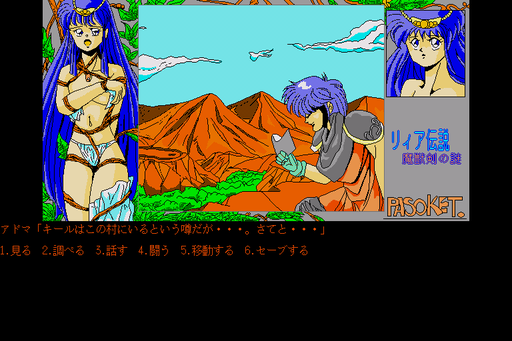 リィア伝説
魔獣剣の謎
PASOKET.
アドマ「キールはこの村にいるという噂だが・・・。さてと・・・」
1.見る 2.調べる 3.話す 4.闘う 5.移動する 6.セーブする